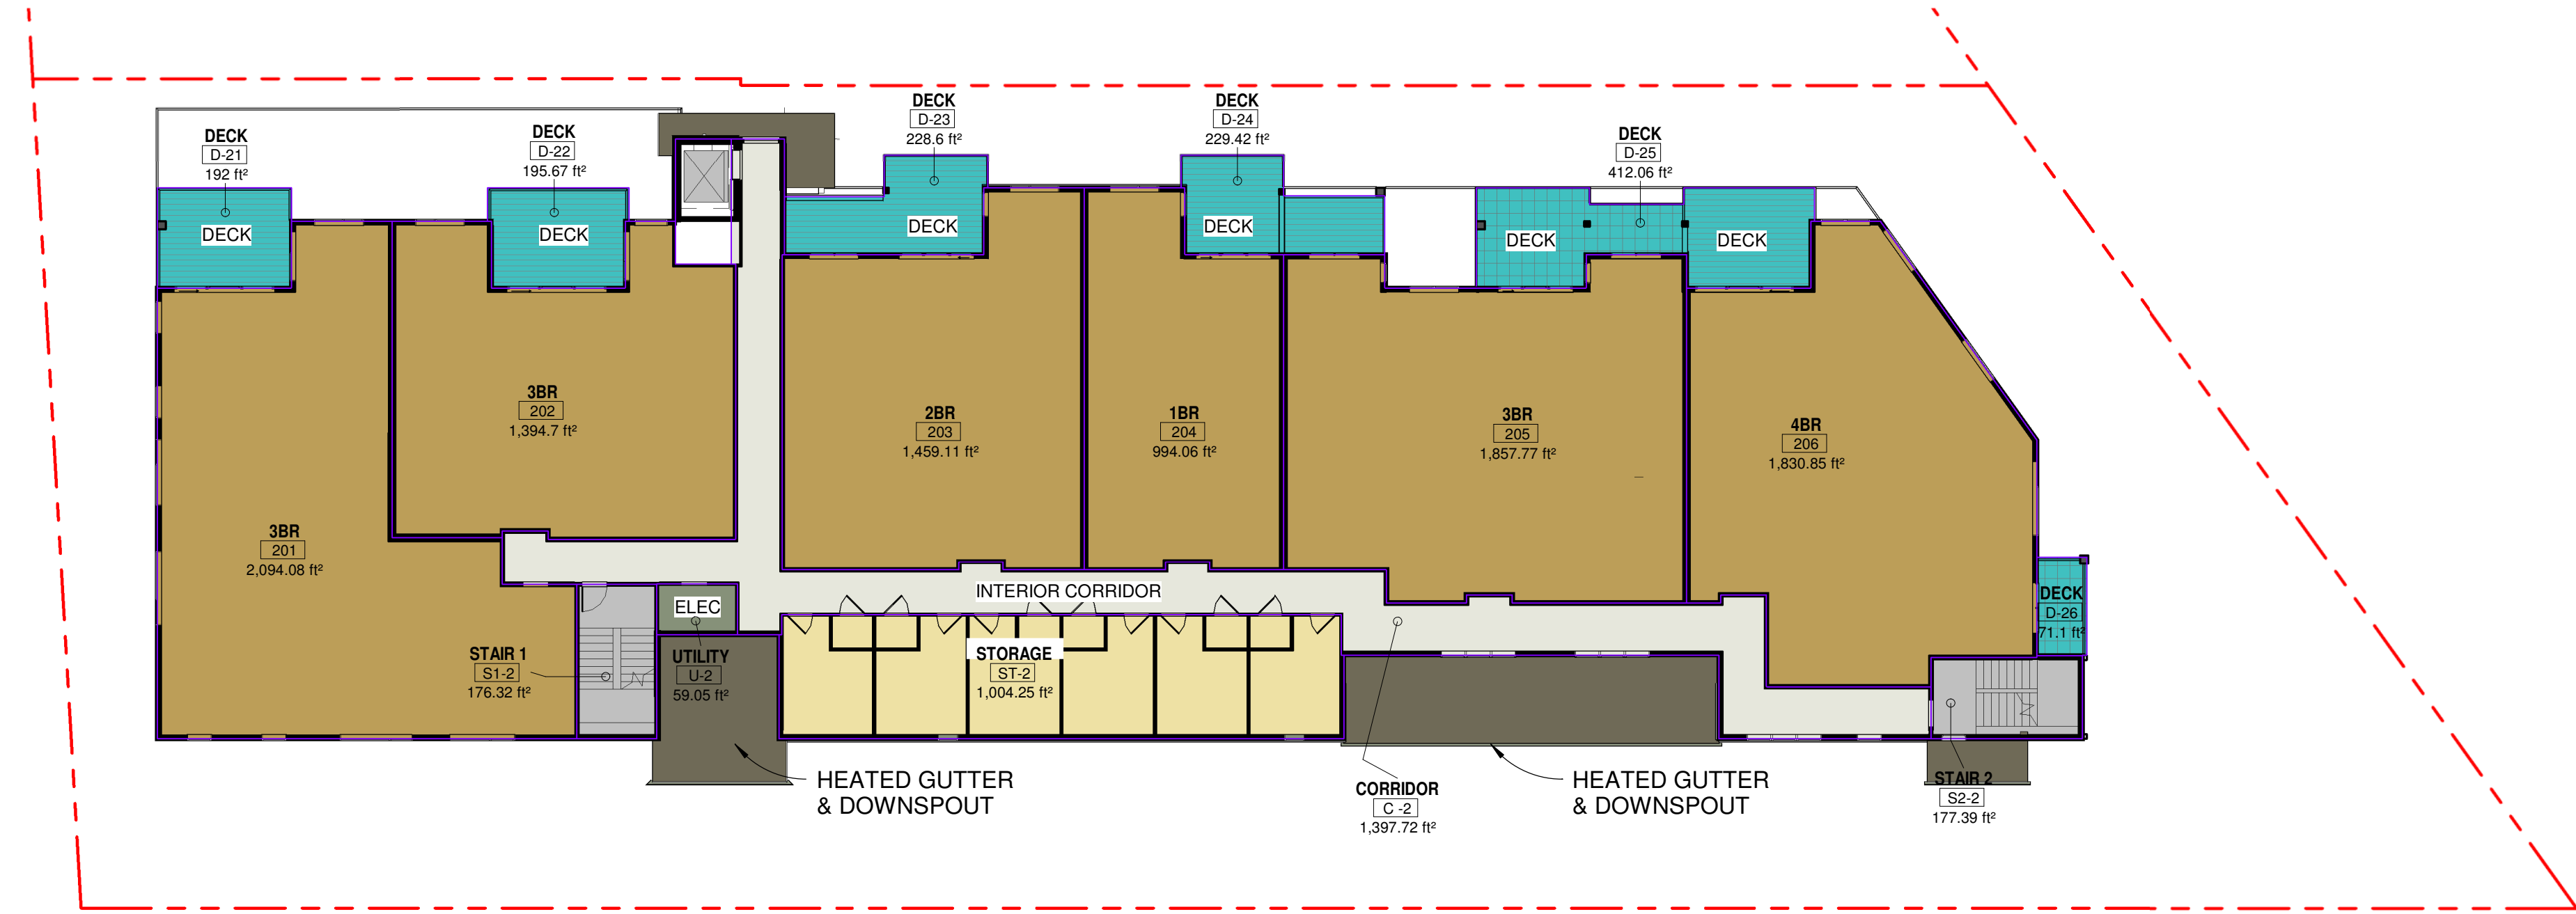 DECK
D-21
192 ft²
DECK
DECK
D-22
195.67 ft²
DECK
DECK
D-23
228.6 ft²
DECK
DECK
D-24
229.42 ft²
DECK
DECK
D-25
412.06 ft²
DECK
DECK
3BR
202
1,394.7 ft²
2BR
203
1,459.11 ft²
1BR
204
994.06 ft²
3BR
205
1,857.77 ft²
4BR
206
1,830.85 ft²
3BR
201
2,094.08 ft²
INTERIOR CORRIDOR
ELEC
DECK
D-26
71.1 ft²
STAIR 1
S1-2
176.32 ft²
UTILITY
U-2
59.05 ft²
STORAGE
ST-2
1,004.25 ft²
HEATED GUTTER
& DOWNSPOUT
CORRIDOR
C -2
1,397.72 ft²
HEATED GUTTER
& DOWNSPOUT
STAIR 2
S2-2
177.39 ft²